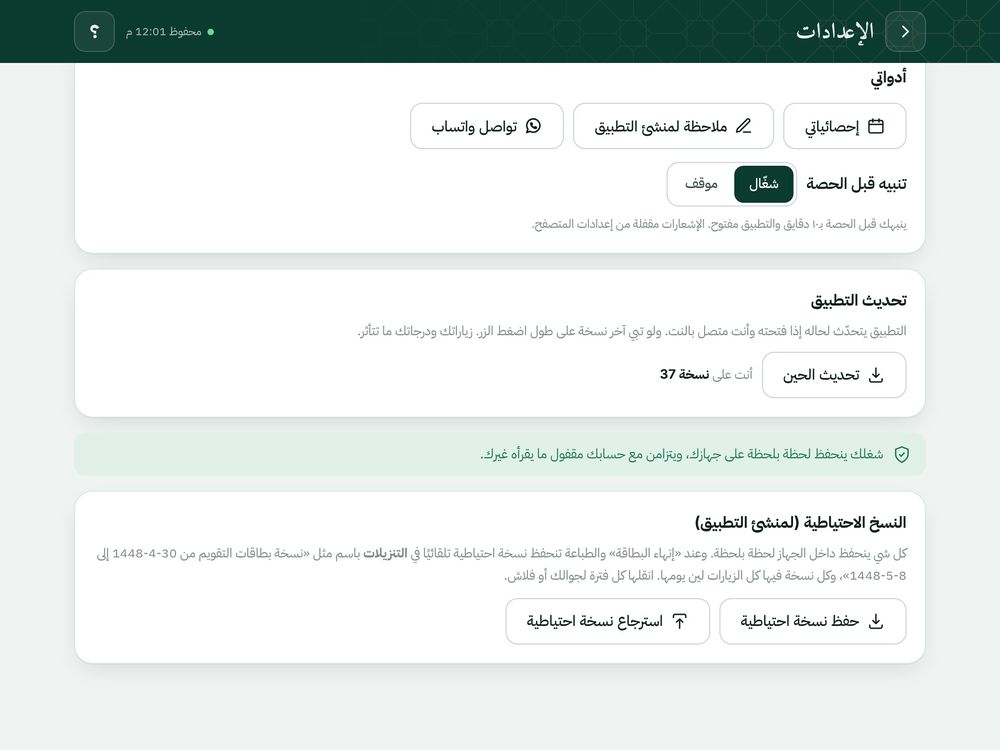 الإعدادات
محفوظ 12:01 م
؟
أدواتي
إحصائياتي
ملاحظة لمنشئ التطبيق
تواصل واتساب
تنبيه قبل الحصة
شغّال
موقف
ينبهك قبل الحصة بـ١٠ دقايق والتطبيق مفتوح. الإشعارات مقفلة من إعدادات المتصفح.
تحديث التطبيق
التطبيق يتحدّث لحاله إذا فتحته وأنت متصل بالنت. ولو تبي آخر نسخة على طول اضغط الزر. زياراتك ودرجاتك ما تتأثر.
تحديث الحين
أنت على نسخة 37
شغلك ينحفظ لحظة بلحظة على جهازك، ويتزامن مع حسابك مقفول ما يقرأه غيرك.
النسخ الاحتياطية (لمنشئ التطبيق)
كل شي ينحفظ داخل الجهاز لحظة بلحظة. وعند «إنهاء البطاقة» والطباعة تنحفظ نسخة احتياطية تلقائيًا في التنزيلات باسم مثل «نسخة بطاقات التقويم من 30-4-1448 إلى
8-5-1448»، وكل نسخة فيها كل الزيارات لين يومها. انقلها كل فترة لجوالك أو فلاش.
حفظ نسخة احتياطية
استرجاع نسخة احتياطية